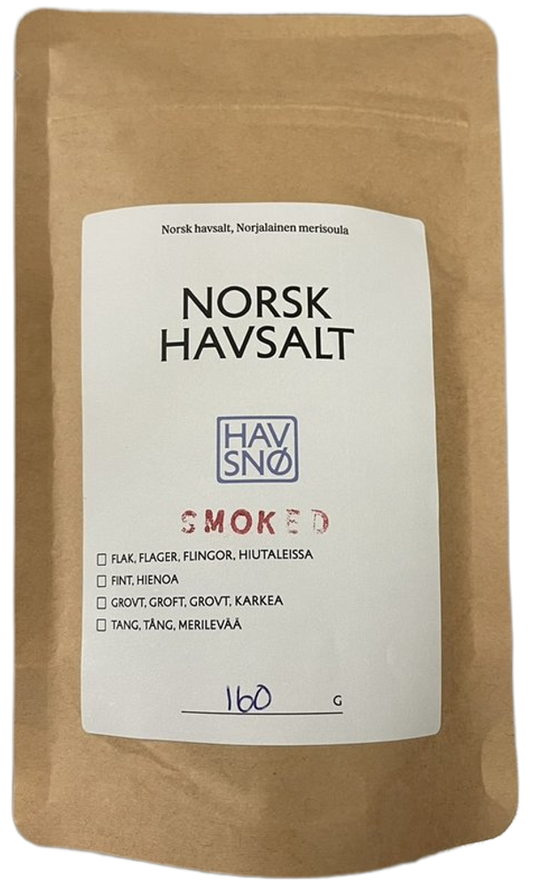 Norsk havsalt, Norjalainen merisoula
NORSK
HAVSALT
HAV
SNØ
SMOKED
☐ FLAK, FLAGER, FLINGOR, HIUTALEISSA
☐ FINT, HIENOA
☐ GROVT, GROFT, GROVT, KARKEA
☐ TANG, TÅNG, MERILEVÄÄ
160 G